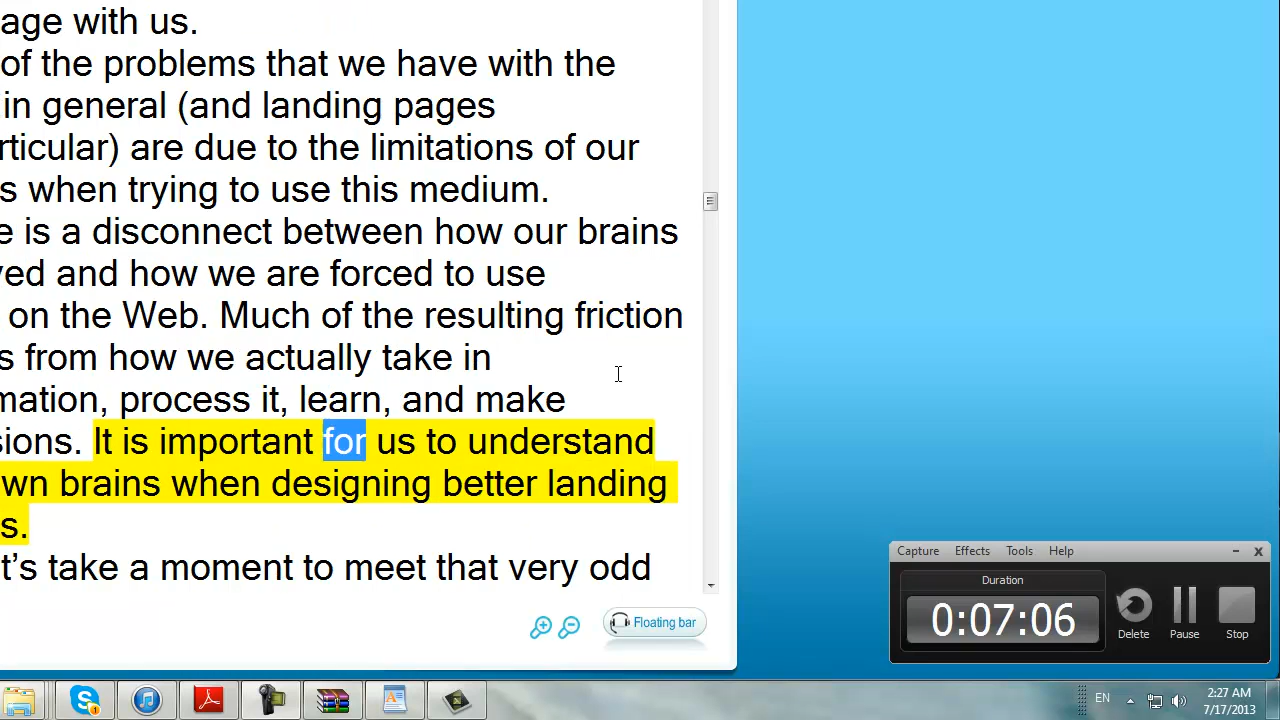 age with us.
of the problems that we have with the
in general (and landing pages
rticular) are due to the limitations of our
s when trying to use this medium.
e is a disconnect between how our brains
ved and how we are forced to use
on the Web. Much of the resulting friction
s from how we actually take in
mation, process it, learn, and make
sions. It is important for us to understand
wn brains when designing better landing
s.
t’s take a moment to meet that very odd
Floating bar
Capture Effects Tools Help
Duration
0:07:06
Delete Pause Stop
EN
2:27 AM
7/17/2013